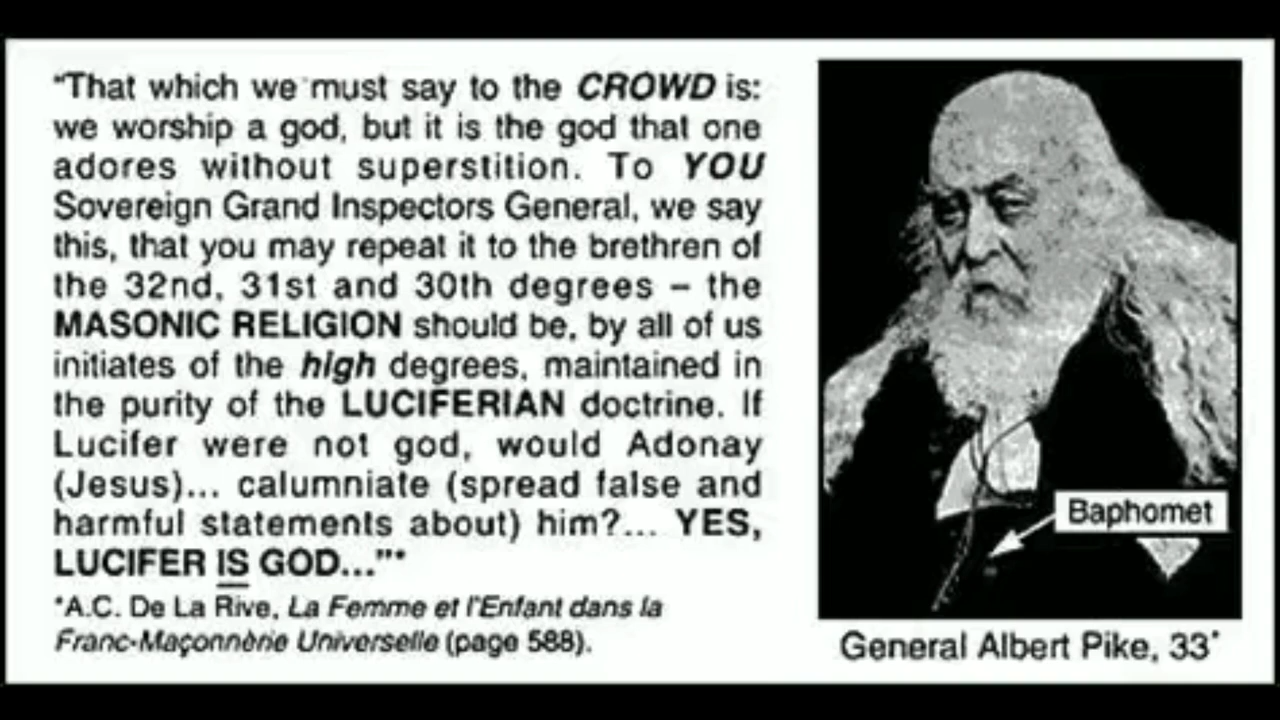 "That which we must say to the CROWD is:
we worship a god, but it is the god that one
adores without superstition. To YOU
Sovereign Grand Inspectors General, we say
this, that you may repeat it to the brethren of
the 32nd, 31st and 30th degrees – the
MASONIC RELIGION should be, by all of us
initiates of the high degrees, maintained in
the purity of the LUCIFERIAN doctrine. If
Lucifer were not god, would Adonay
(Jesus)... calumniate (spread false and
harmful statements about) him?... YES,
LUCIFER IS GOD..."*
*A.C. De La Rive, La Femme et l'Enfant dans la
Franc-Maçonnèrie Universelle (page 588).
Baphomet
General Albert Pike, 33°